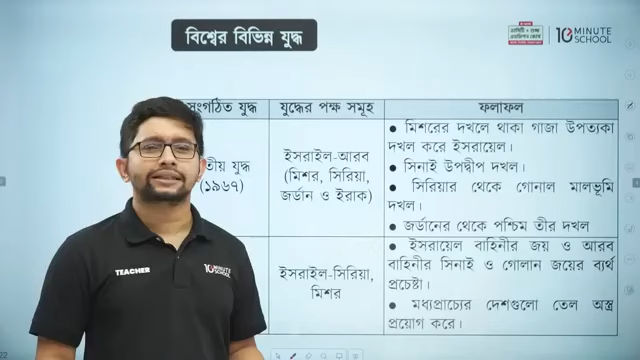 বিশ্বের বিভিন্ন যুদ্ধ
10 MINUTE
SCHOOL
সংগঠিত যুদ্ধ
যুদ্ধের পক্ষ সমূহ
ফলাফল
তীয় যুদ্ধ
(১৯৬৭)
ইসরাইল-আরব
(মিশর, সিরিয়া,
জর্ডান ও ইরাক)
● মিশরের দখলে থাকা গাজা উপত্যকা
দখল করে ইসরায়েল।
● সিনাই উপদ্বীপ দখল।
● সিরিয়ার থেকে গোনাল মালভূমি
দখল।
● জর্ডানের থেকে পশ্চিম তীর দখল
ইসরাইল-সিরিয়া,
মিশর
● ইসরায়েল বাহিনীর জয় ও আরব
বাহিনীর সিনাই ও গোলান জয়ের ব্যর্থ
প্রচেষ্টা।
● মধ্যপ্রাচ্যের দেশগুলো তেল অস্ত্র
প্রয়োগ করে।
TEACHER
10 MINUTE
SCHOOL
22